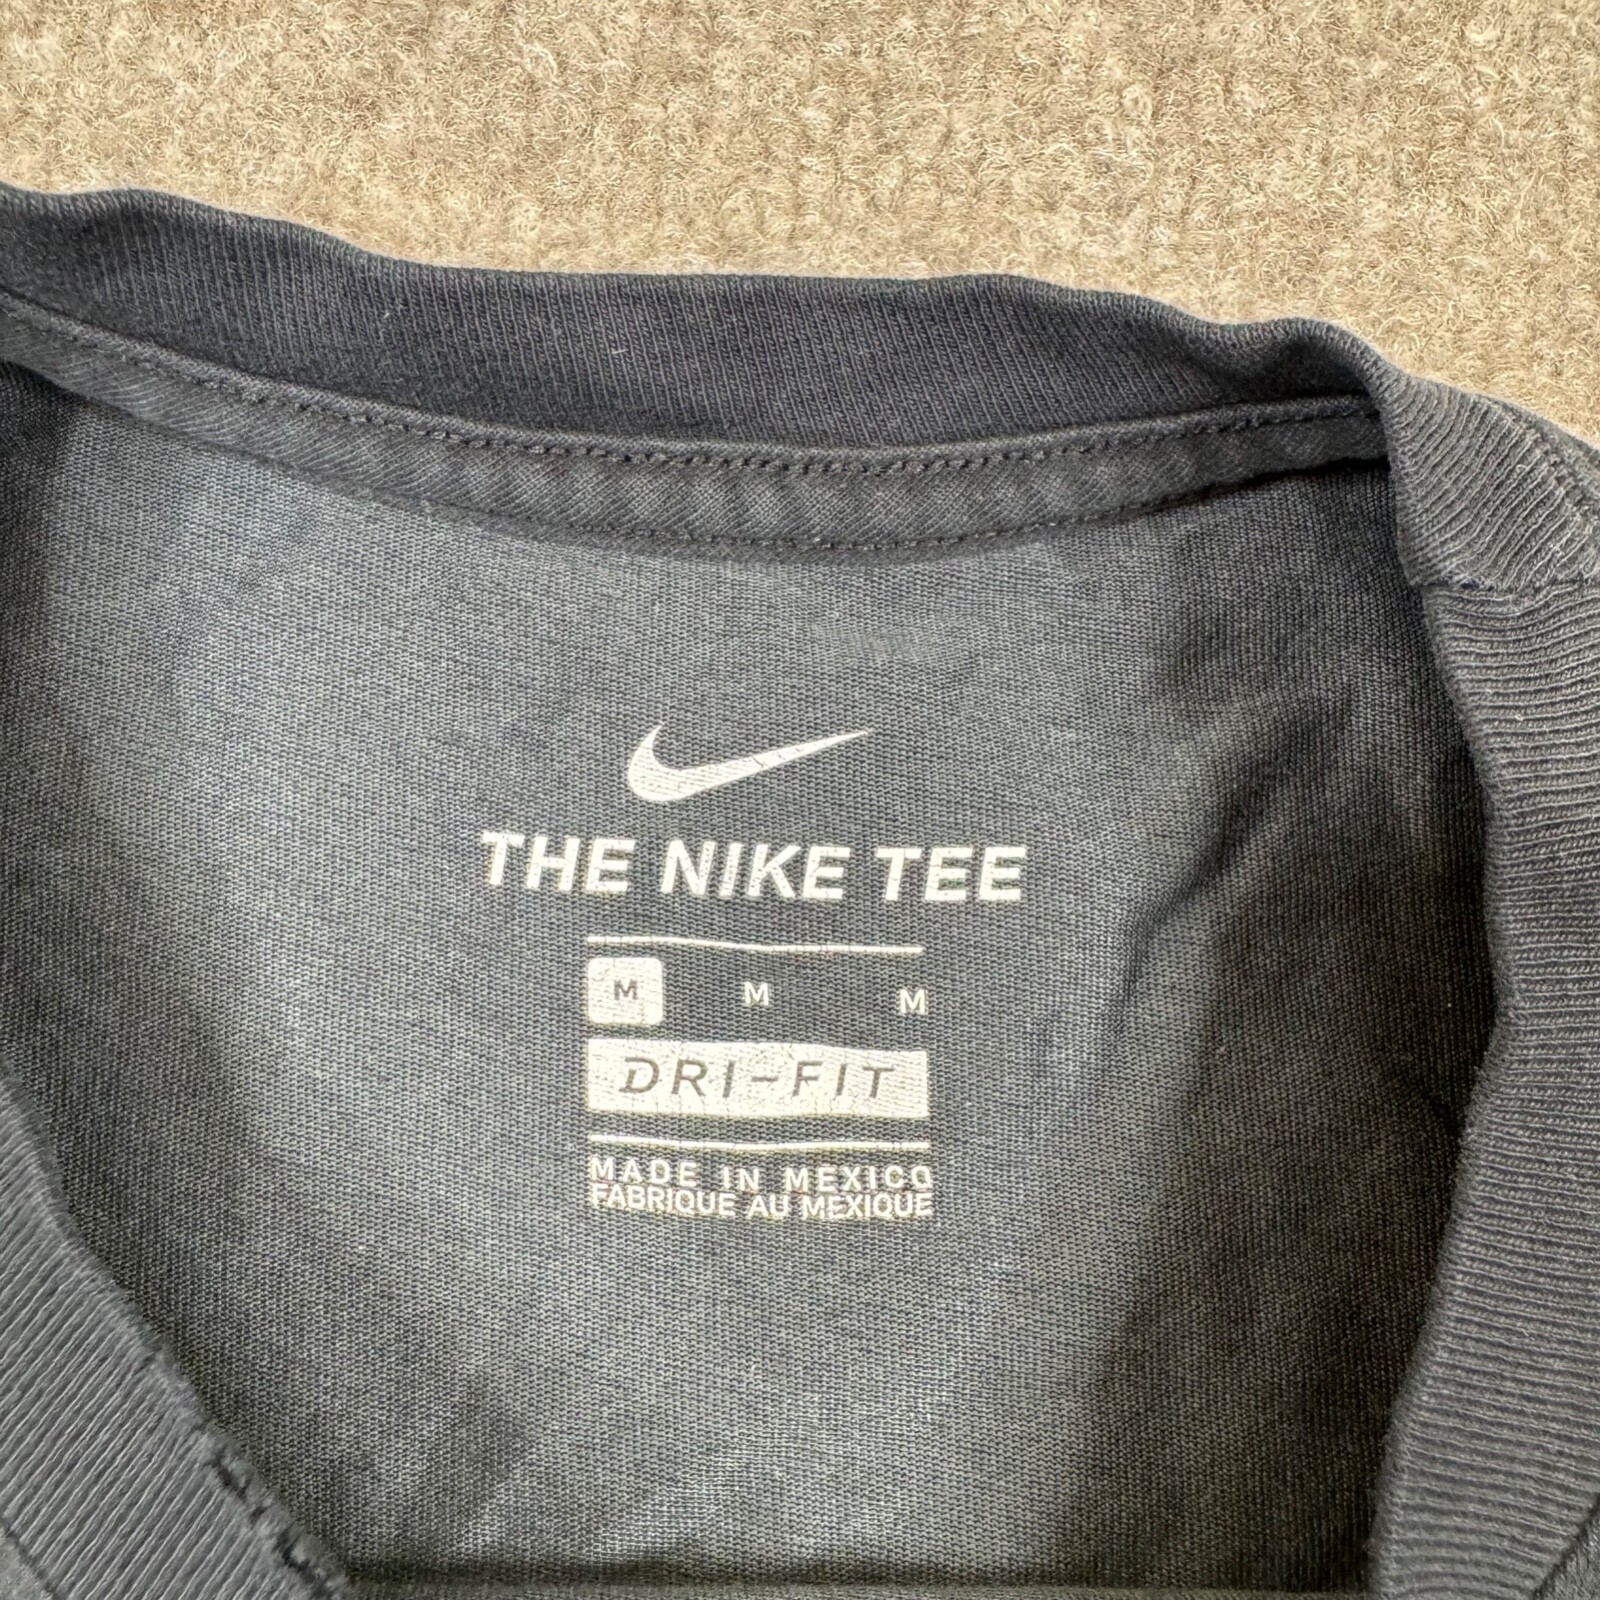 THE NIKE TEE
M M M
DRI-FIT
MADE IN MEXICO
FABRIQUE AU MEXIQUE